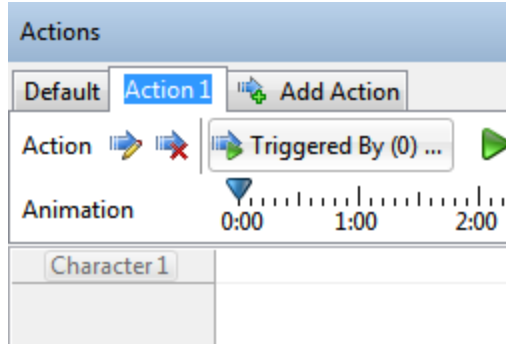 Actions
Default Action 1 Add Action
Action Triggered By (0) ...
Animation 0:00 1:00 2:00
Character 1